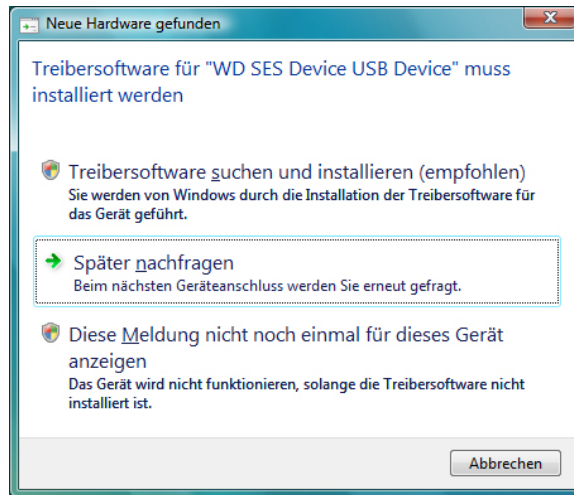 Neue Hardware gefunden
Treibersoftware für "WD SES Device USB Device" muss
installiert werden
Treibersoftware suchen und installieren (empfohlen)
Sie werden von Windows durch die Installation der Treibersoftware für
das Gerät geführt.
Später nachfragen
Beim nächsten Geräteanschluss werden Sie erneut gefragt.
Diese Meldung nicht noch einmal für dieses Gerät
anzeigen
Das Gerät wird nicht funktionieren, solange die Treibersoftware nicht
installiert ist.
Abbrechen